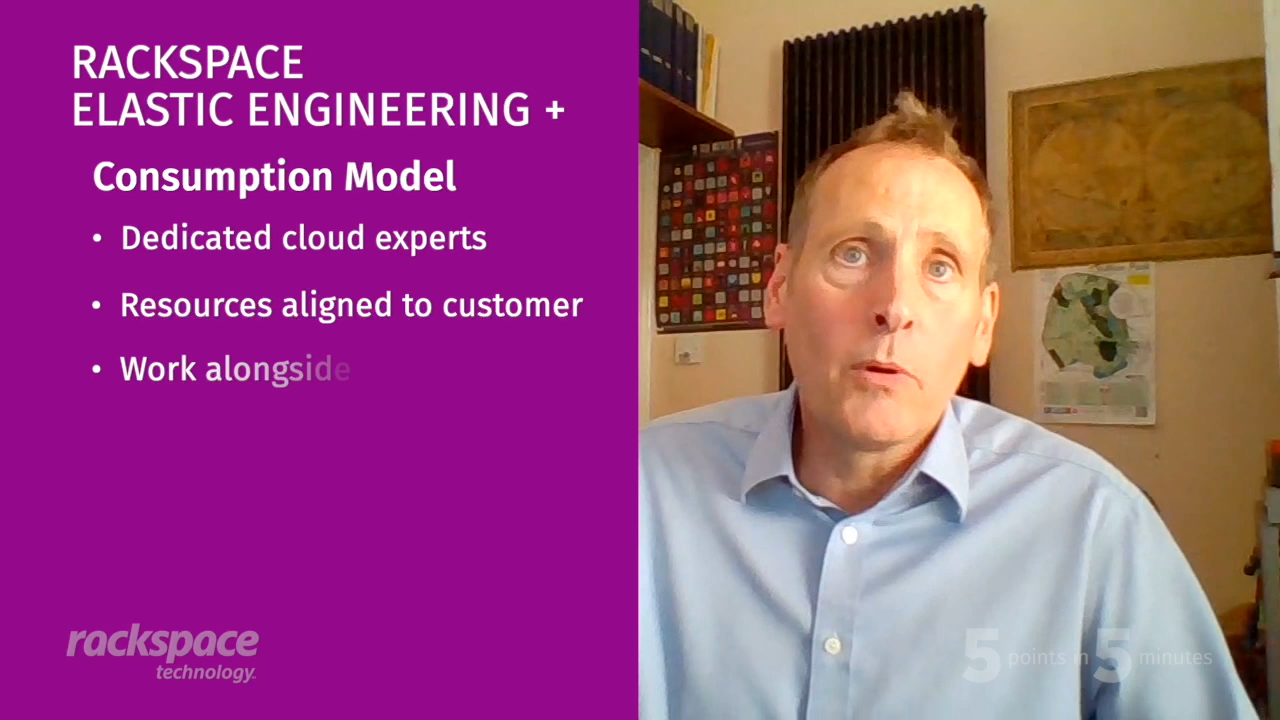 RACKSPACE
ELASTIC ENGINEERING +
Consumption Model
• Dedicated cloud experts
• Resources aligned to customer
• Work alongside
rackspace
technology.
5 points in 5 minutes